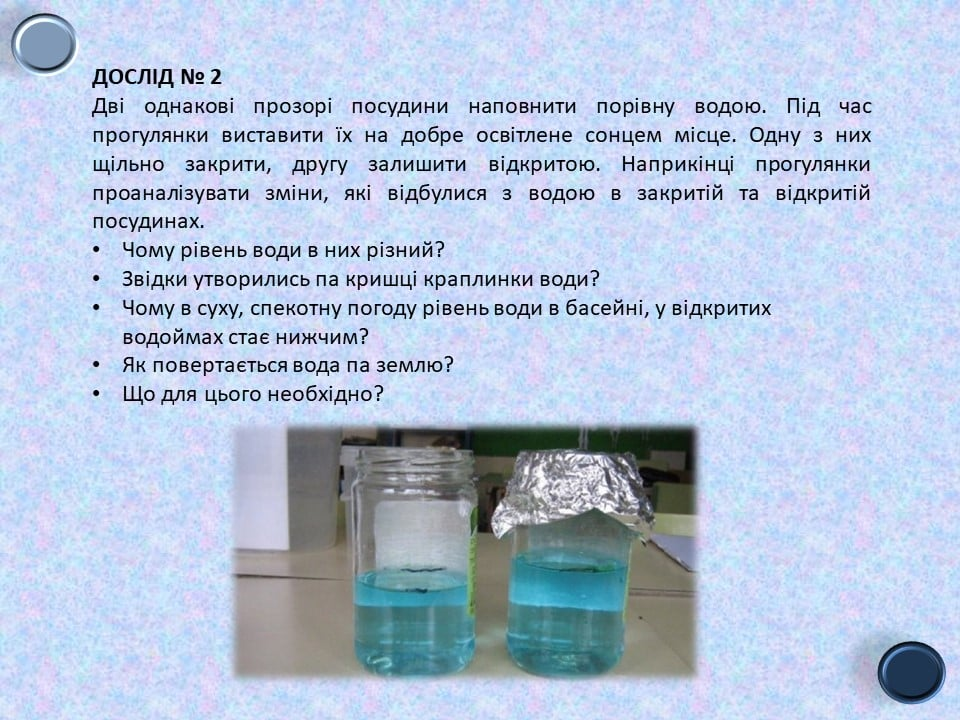 ДОСЛІД № 2
Дві однакові прозорі посудини наповнити порівну водою. Під час
прогулянки виставити їх на добре освітлене сонцем місце. Одну з них
щільно закрити, другу залишити відкритою. Наприкінці прогулянки
проаналізувати зміни, які відбулися з водою в закритій та відкритій
посудинах.
• Чому рівень води в них різний?
• Звідки утворились па кришці краплинки води?
• Чому в суху, спекотну погоду рівень води в басейні, у відкритих
водоймах стає нижчим?
• Як повертається вода па землю?
• Що для цього необхідно?